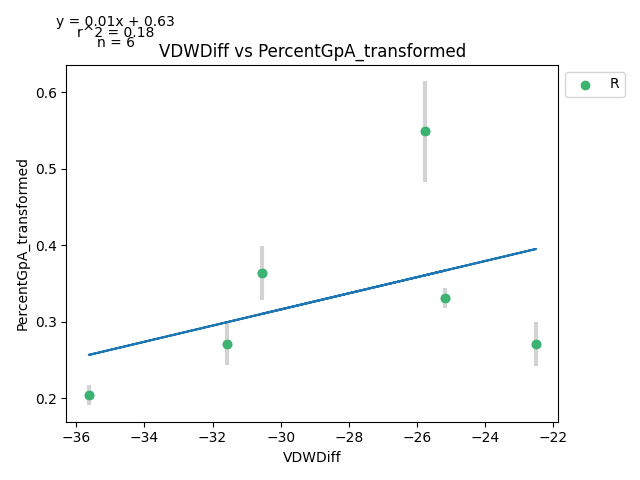 y = 0.01x + 0.63
r^2 = 0.18
n = 6
VDWDiff vs PercentGpA_transformed
R
0.6
0.5
0.4
0.3
0.2
PercentGpA_transformed
−36
−34
−32
−30
−28
−26
−24
−22
VDWDiff